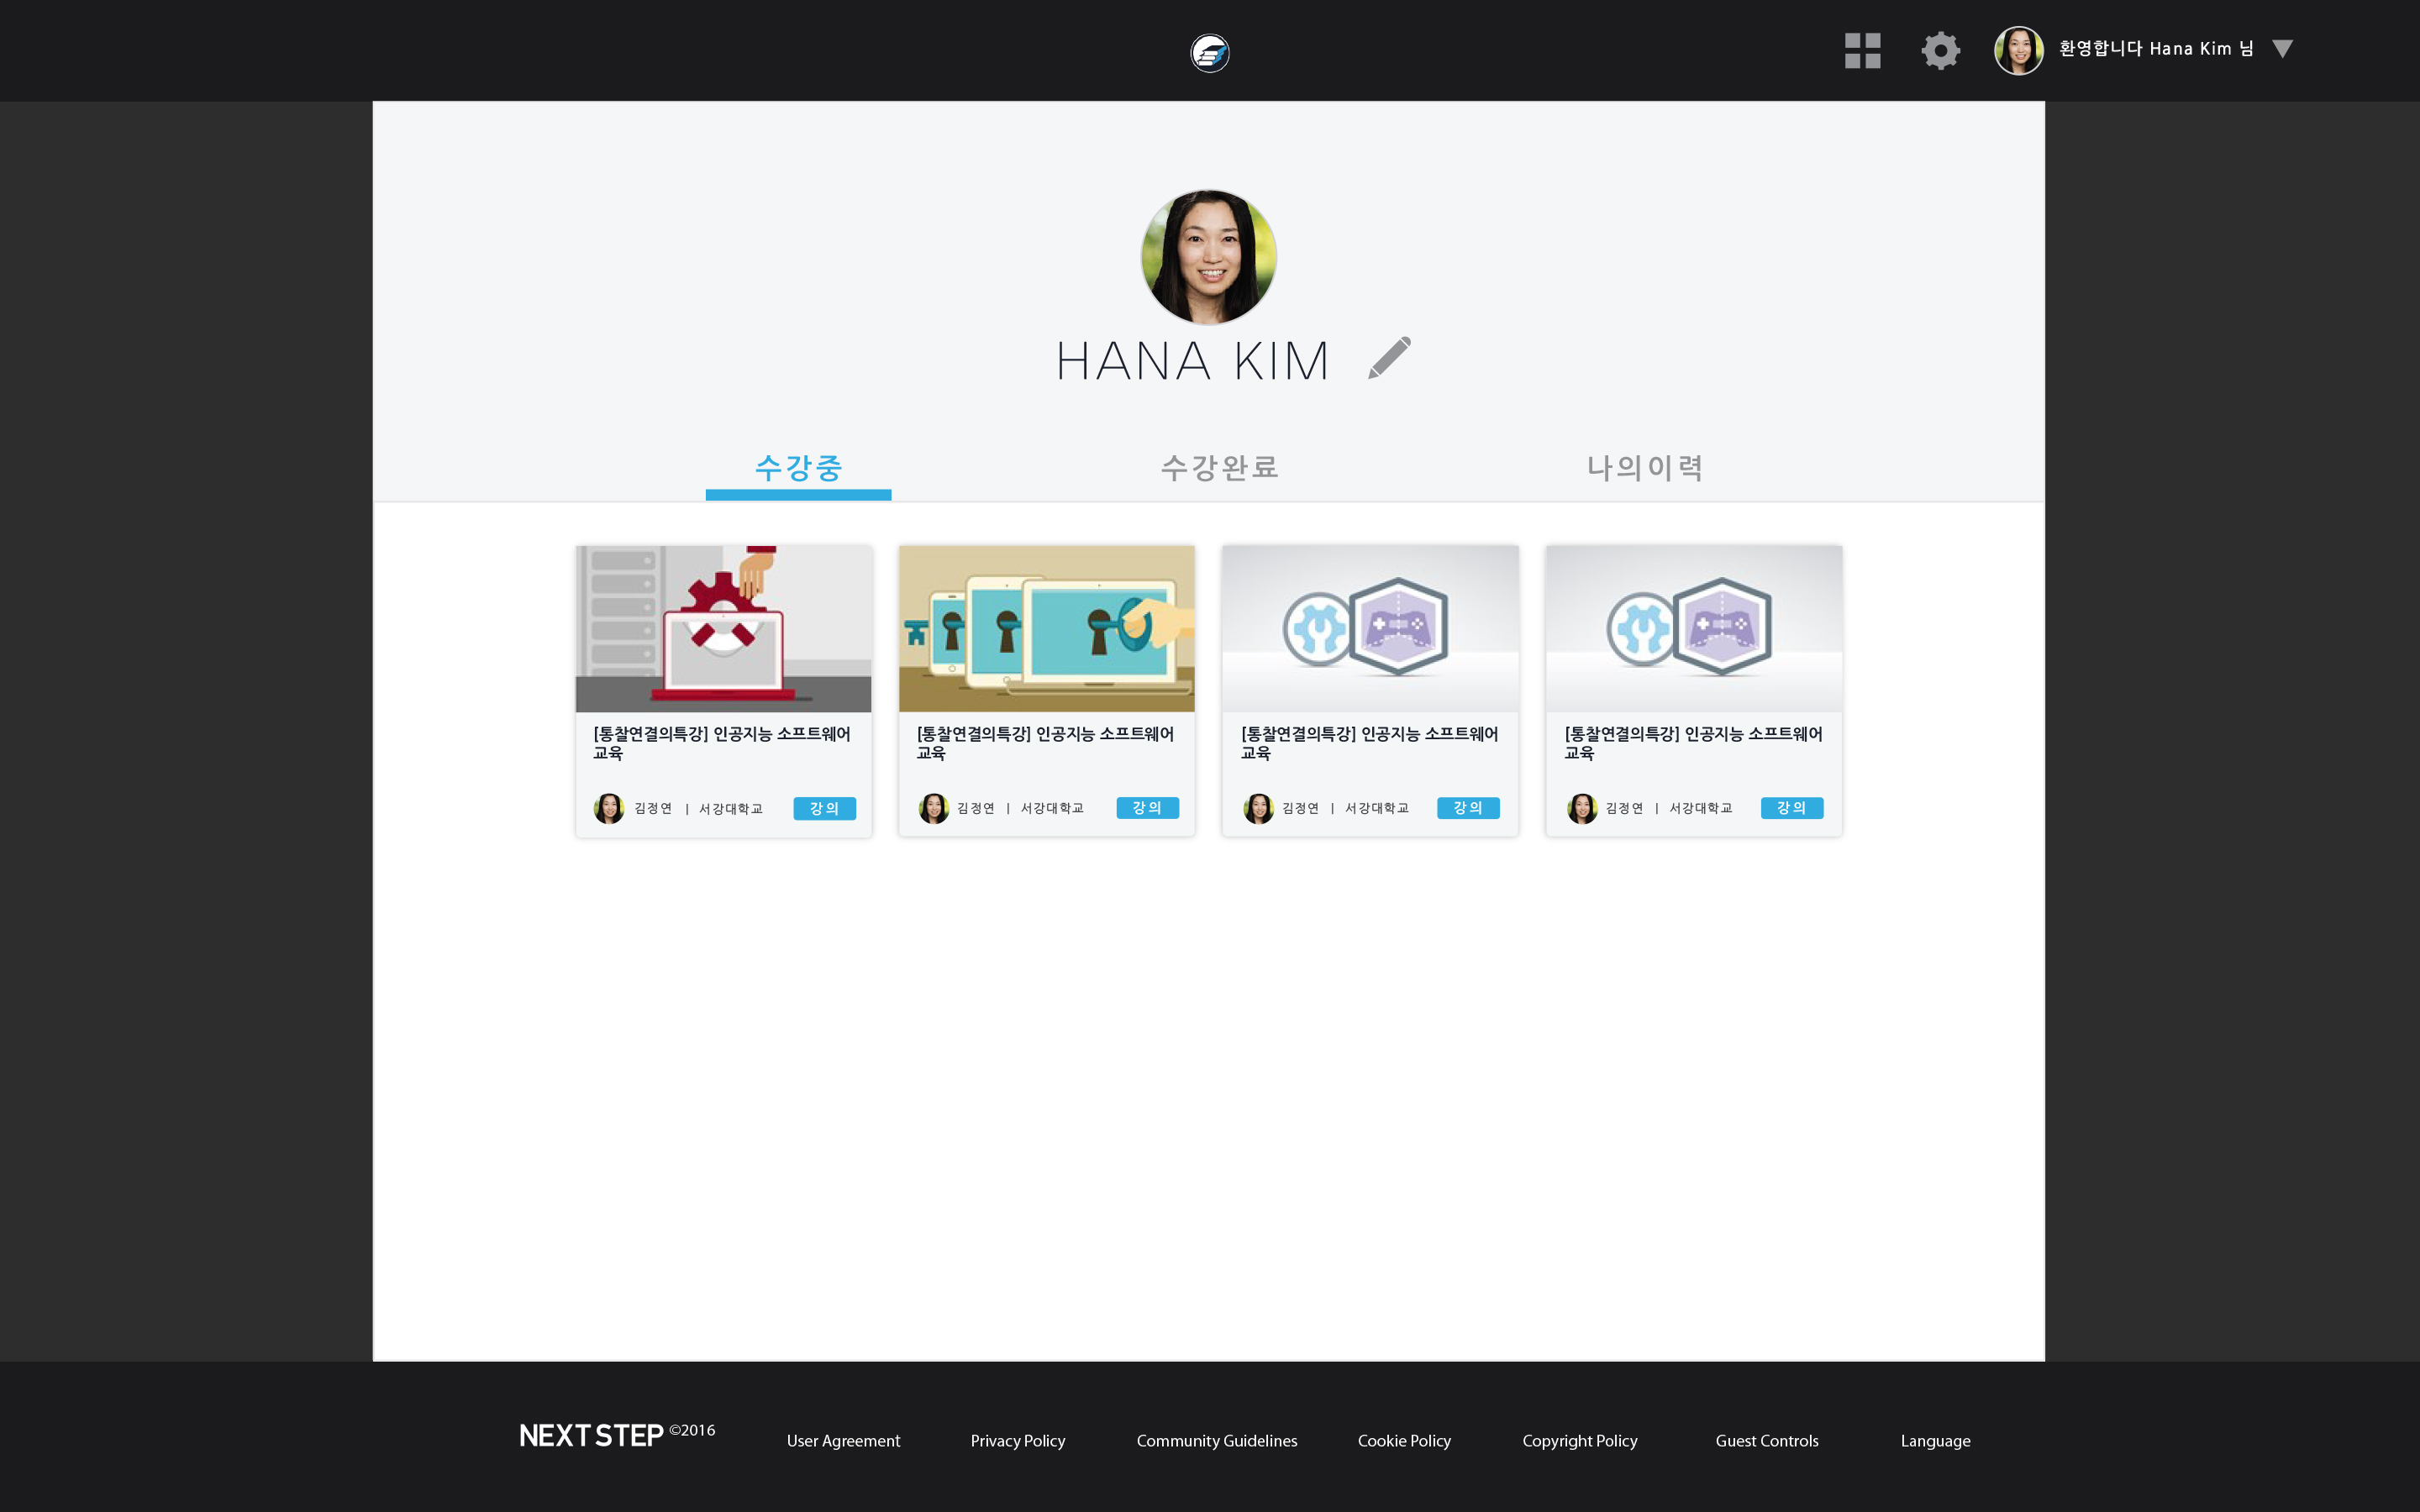 환영합니다 Hana Kim 님
HANA KIM
수강중
수강완료
나의이력
[통찰연결의특강] 인공지능 소프트웨어
교육
김정연 | 서강대학교
강의
[통찰연결의특강] 인공지능 소프트웨어
교육
김정연 | 서강대학교
강의
[통찰연결의특강] 인공지능 소프트웨어
교육
김정연 | 서강대학교
강의
[통찰연결의특강] 인공지능 소프트웨어
교육
김정연 | 서강대학교
강의
NEXT STEP ©2016
User Agreement
Privacy Policy
Community Guidelines
Cookie Policy
Copyright Policy
Guest Controls
Language